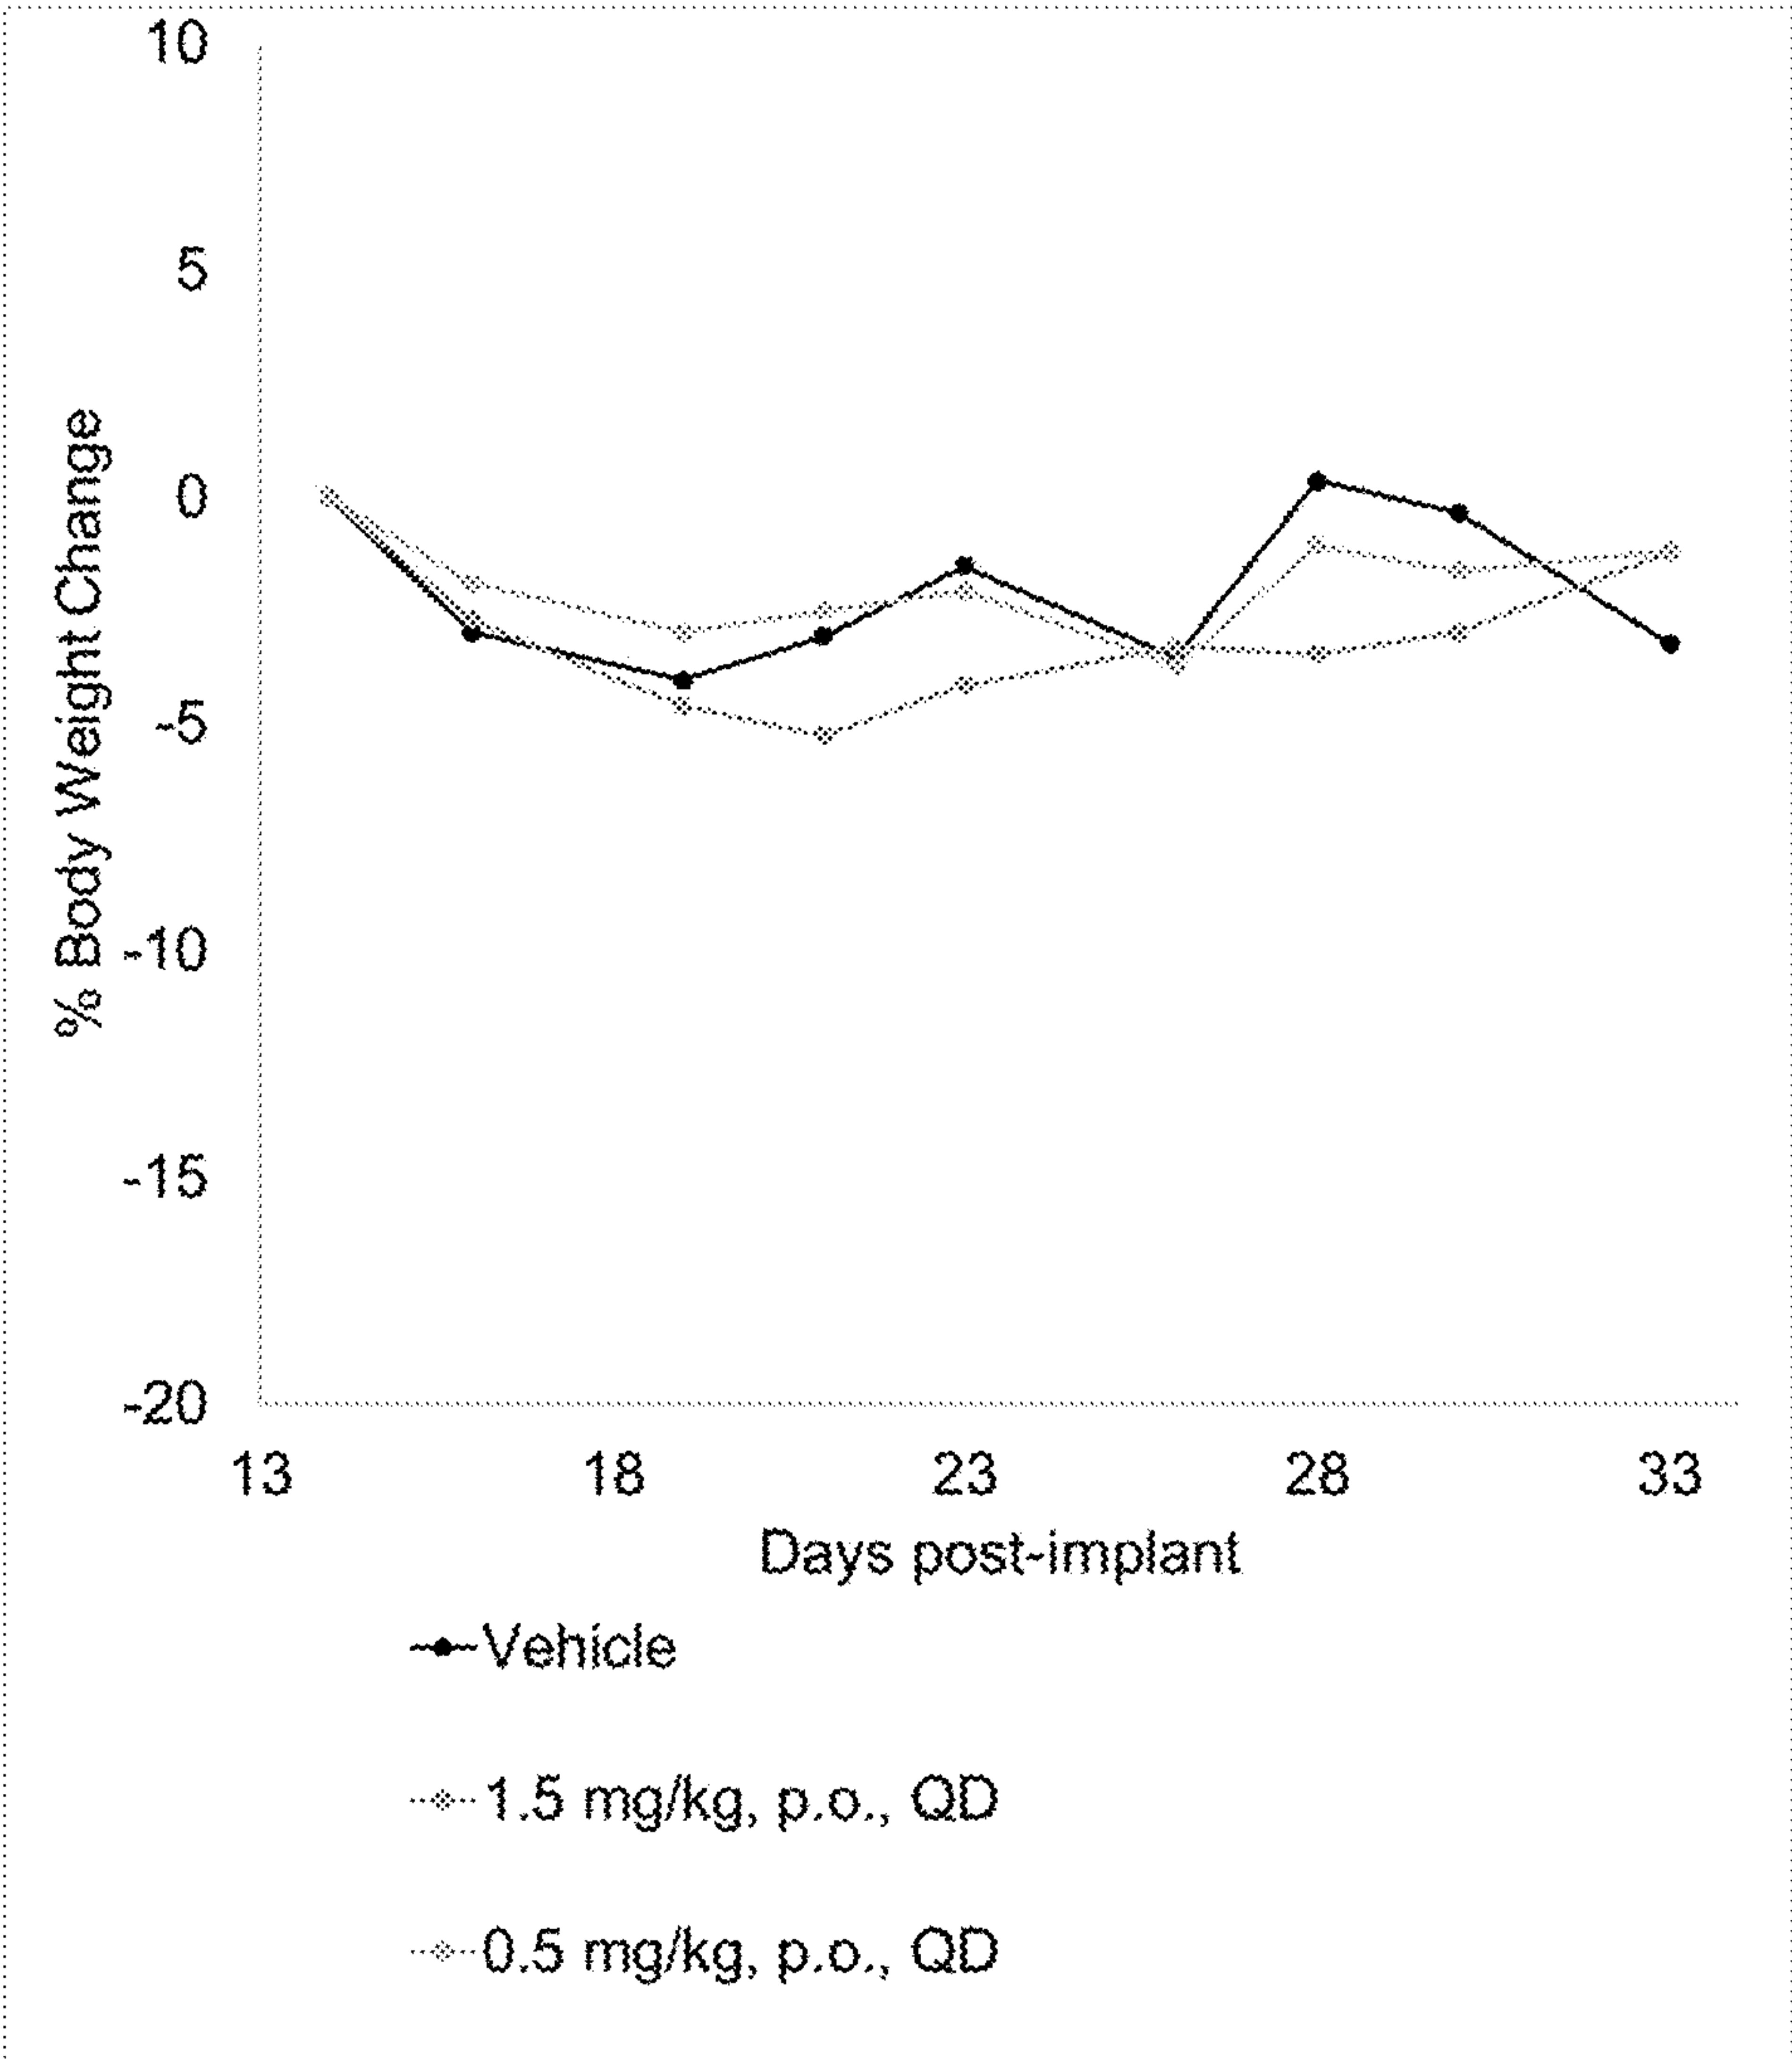 10
5
0
-5
-10
-15
-20
% Body Weight Change
13 18 23 28 33
Days post-implant
Vehicle
1.5 mg/kg, p.o., QD
0.5 mg/kg, p.o., QD